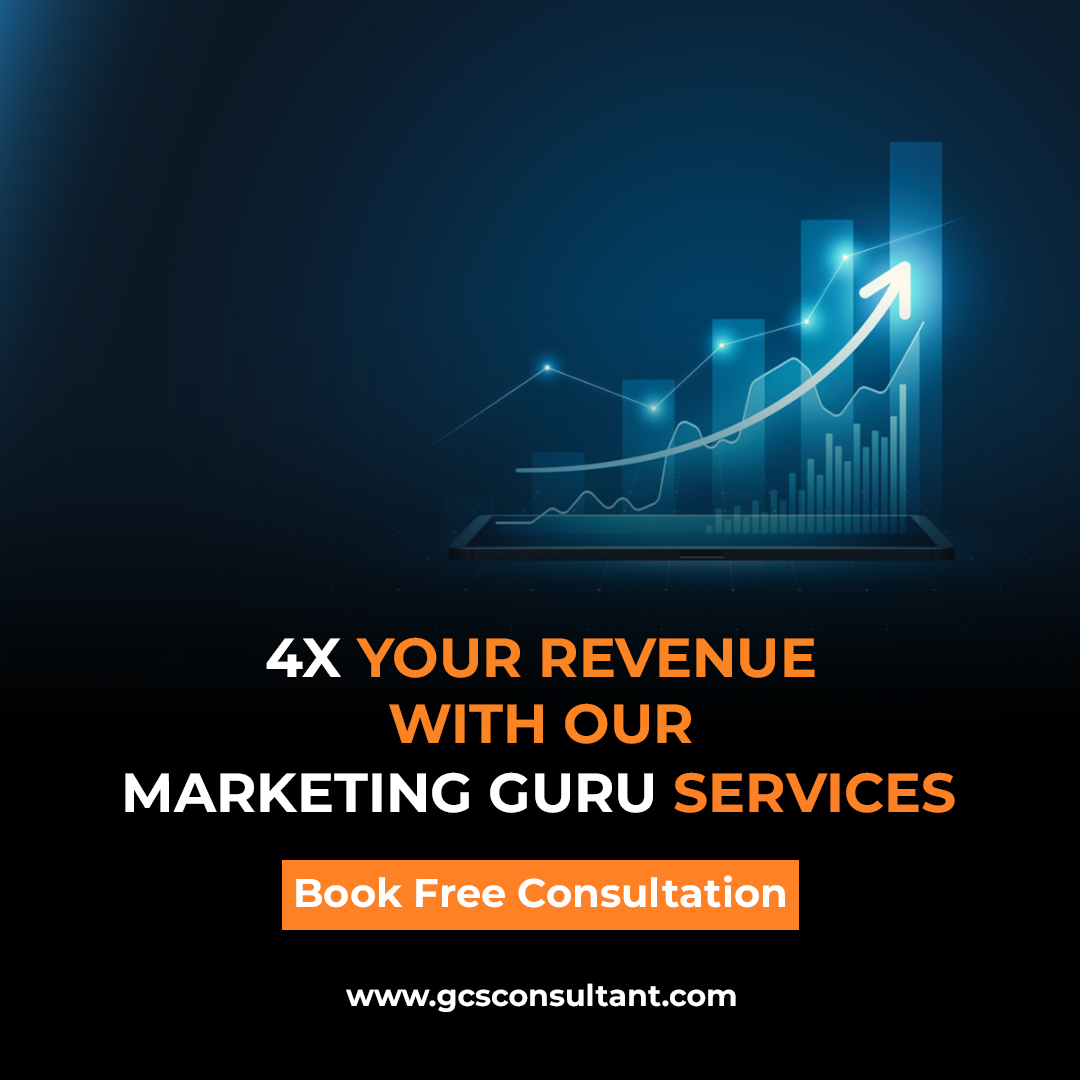 4X YOUR REVENUE
WITH OUR
MARKETING GURU SERVICES
Book Free Consultation
www.gcsconsultant.com